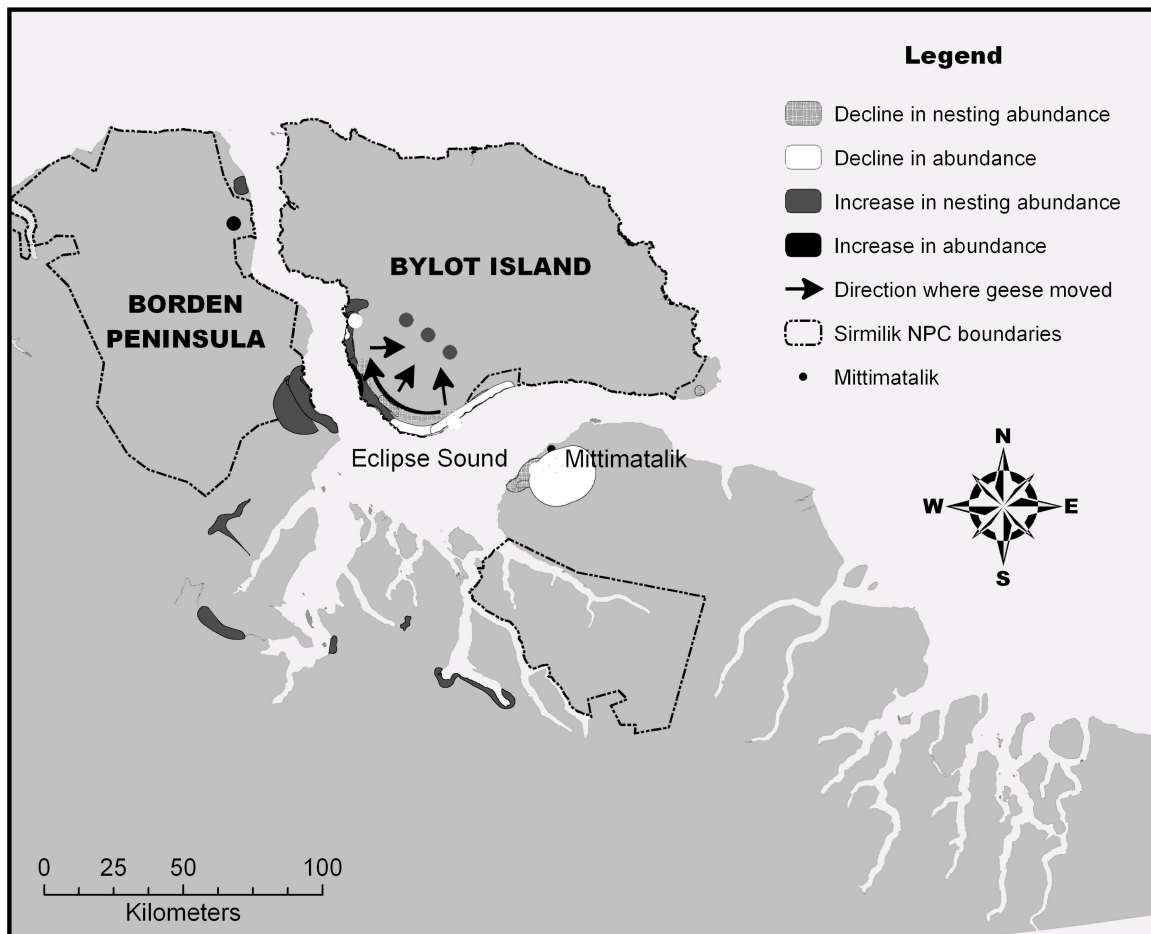 Legend
Decline in nesting abundance
Decline in abundance
Increase in nesting abundance
Increase in abundance
Direction where geese moved
Sirmilik NPC boundaries
Mittimatalik
BYLOT ISLAND
BORDEN
PENINSULA
Eclipse Sound
Mittimatalik
N
W
E
S
0 25 50 100
Kilometers